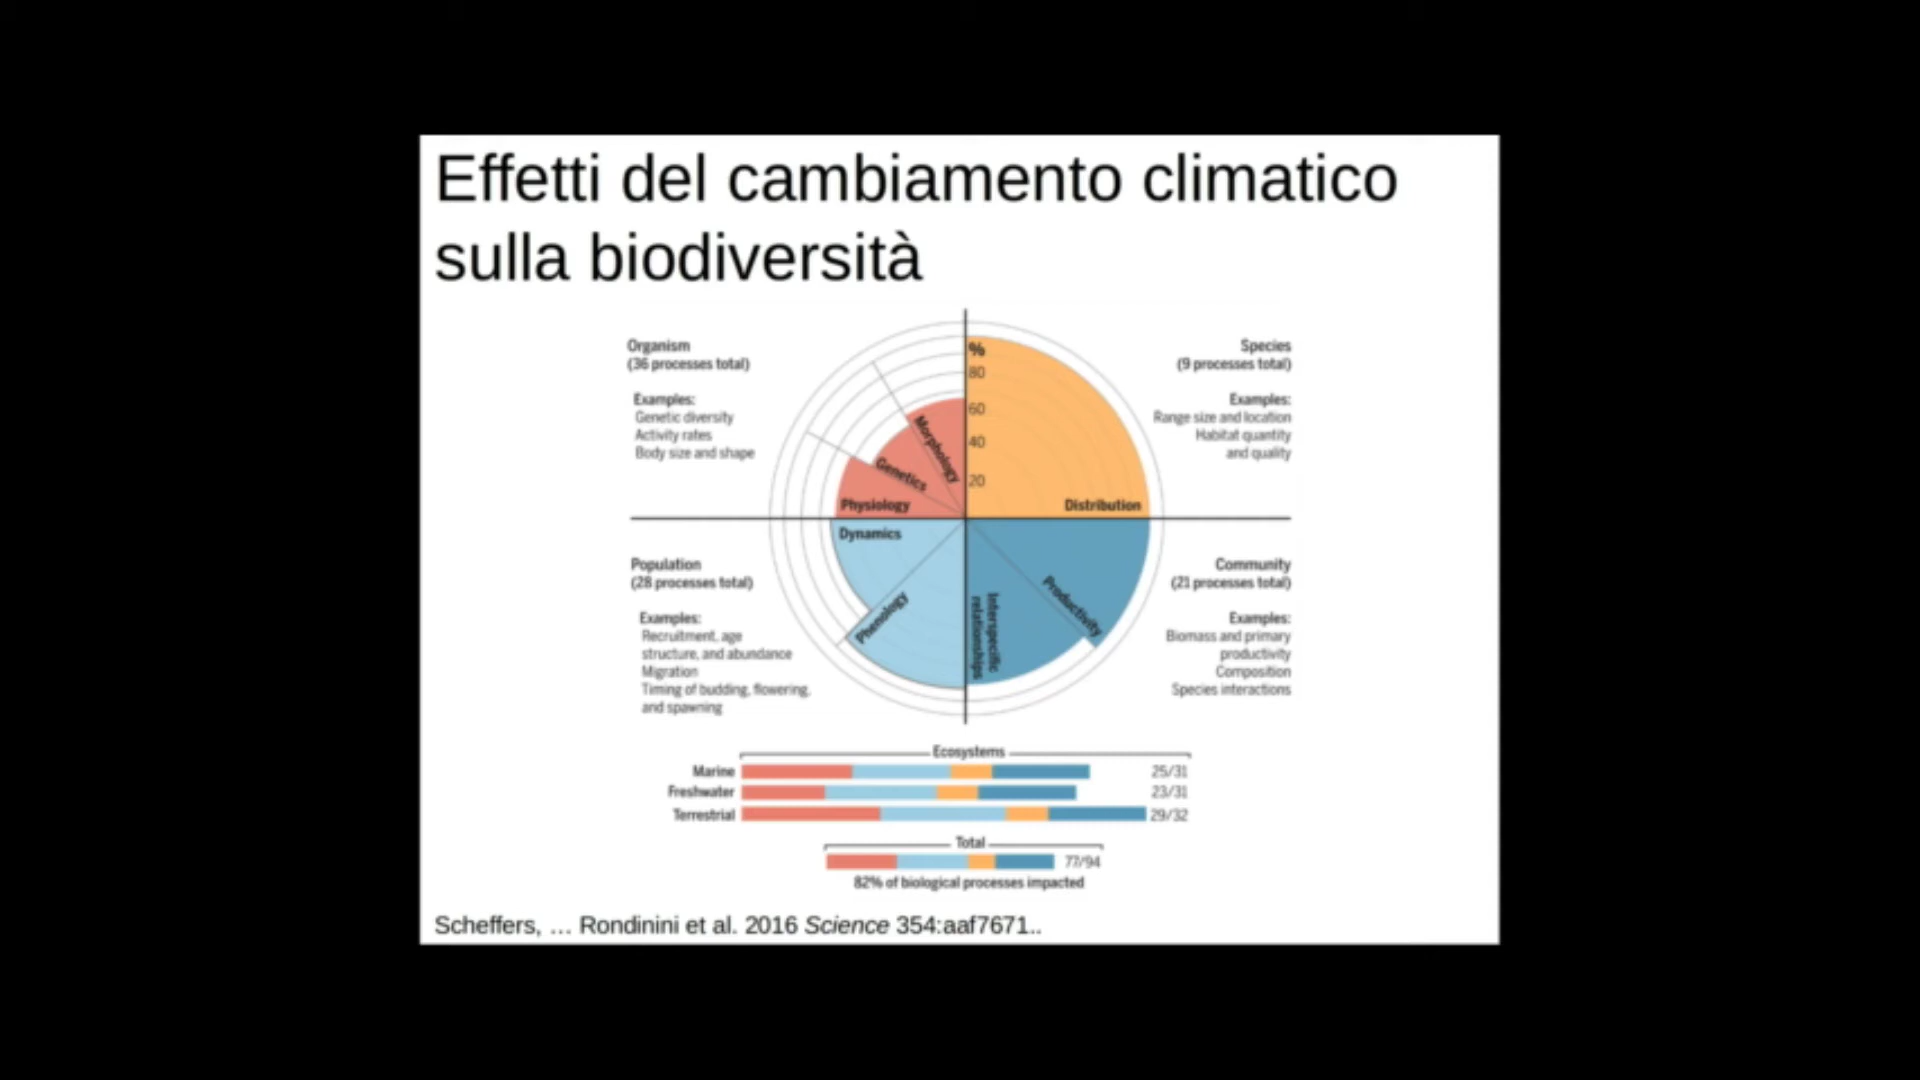 Effetti del cambiamento climatico
sulla biodiversità
Organism
(36 processes total)
Examples:
Genetic diversity
Activity rates
Body size and shape
Species
(9 processes total)
Examples:
Range size and location
Habitat quantity
and quality
%
80
60
40
20
Morphology
Genetics
Physiology
Distribution
Dynamics
Phenology
Interspecific
relationships
Productivity
Population
(28 processes total)
Examples:
Recruitment, age
structure, and abundance
Migration
Timing of budding, flowering,
and spawning
Community
(21 processes total)
Examples:
Biomass and primary
productivity
Composition
Species interactions
Ecosystems
Marine 25/31
Freshwater 23/31
Terrestrial 29/32
Total
77/94
82% of biological processes impacted
Scheffers, … Rondinini et al. 2016 Science 354:aaf7671..